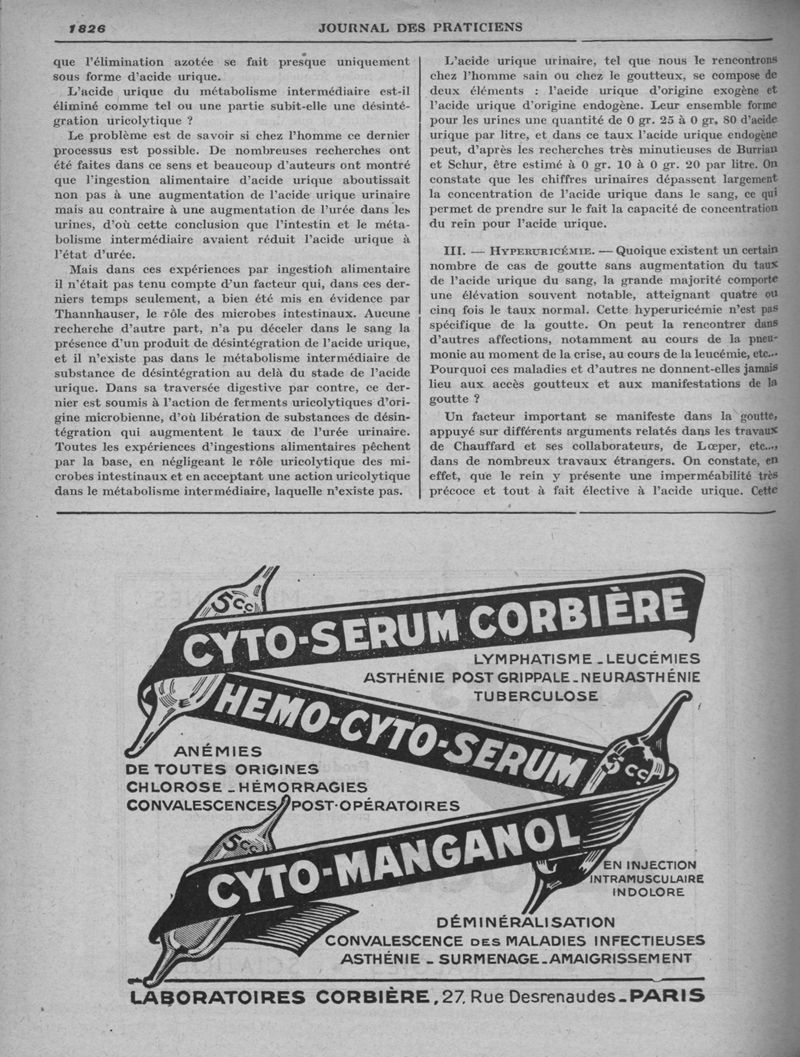 1826
JOURNAL DES PRATICIENS
que l'élimination azotée se fait presque uniquement
sous forme d'acide urique.
L'acide urique du métabolisme intermédiaire est-il
éliminé comme tel ou une partie subit-elle une désinté-
gration uricolytique ?
Le problème est de savoir si chez l'homme ce dernier
processus est possible. De nombreuses recherches ont
été faites dans ce sens et beaucoup d'auteurs ont montré
que l'ingestion alimentaire d'acide urique aboutissait
non pas à une augmentation de l'acide urique urinaire
mais au contraire à une augmentation de l'urée dans les
urines, d'où cette conclusion que l'intestin et le méta-
bolisme intermédiaire avaient réduit l'acide urique à
l'état d'urée.
Mais dans ces expériences par ingestion alimentaire
il n'était pas tenu compte d'un facteur qui, dans ces der-
niers temps seulement, a bien été mis en évidence par
Thannhauser, le rôle des microbes intestinaux. Aucune
recherche d'autre part, n'a pu déceler dans le sang la
présence d'un produit de désintégration de l'acide urique,
et il n'existe pas dans le métabolisme intermédiaire de
substance de désintégration au delà du stade de l'acide
urique. Dans sa traversée digestive par contre, ce der-
nier est soumis à l'action de ferments uricolytiques d'ori-
gine microbienne, d'où libération de substances de désin-
tégration qui augmentent le taux de l'urée urinaire.
Toutes les expériences d'ingestions alimentaires pêchent
par la base, en négligeant le rôle uricolytique des mi-
crobes intestinaux et en acceptant une action uricolytique
dans le métabolisme intermédiaire, laquelle n'existe pas.
L'acide urique urinaire, tel que nous le rencontrons
chez l'homme sain ou chez le goutteux, se compose de
deux éléments : l'acide urique d'origine exogène et
l'acide urique d'origine endogène. Leur ensemble forme
pour les urines une quantité de 0 gr. 25 à 0 gr. 80 d'acide
urique par litre, et dans ce taux l'acide urique endogène
peut, d'après les recherches très minutieuses de Burrian
et Schur, être estimé à 0 gr. 10 à 0 gr. 20 par litre. On
constate que les chiffres urinaires dépassent largement
la concentration de l'acide urique dans le sang, ce qui
permet de prendre sur le fait la capacité de concentration
du rein pour l'acide urique.
III. — HYPERURICÉMIE. — Quoique existent un certain
nombre de cas de goutte sans augmentation du taux
de l'acide urique du sang, la grande majorité comporte
une élévation souvent notable, atteignant quatre ou
cinq fois le taux normal. Cette hyperuricémie n'est pas
spécifique de la goutte. On peut la rencontrer dans
d'autres affections, notamment au cours de la pneu-
monie au moment de la crise, au cours de la leucémie, etc...
Pourquoi ces maladies et d'autres ne donnent-elles jamais
lieu aux accès goutteux et aux manifestations de la
goutte ?
Un facteur important se manifeste dans la goutte,
appuyé sur différents arguments relatés dans les travaux
de Chauffard et ses collaborateurs, de Lœper, etc...,
dans de nombreux travaux étrangers. On constate, en
effet, que le rein y présente une imperméabilité très
précoce et tout à fait élective à l'acide urique. Cette
5cc
CYTO-SERUM CORBIÈRE
LYMPHATISME _ LEUCÉMIES
ASTHÉNIE POST GRIPPALE _ NEURASTHÉNIE
TUBERCULOSE
HEMO-CYTO-SERUM
5cc
ANÉMIES
DE TOUTES ORIGINES
CHLOROSE _ HÉMORRAGIES
CONVALESCENCES POST-OPÉRATOIRES
5cc
CYTO-MANGANOL
EN INJECTION
INTRAMUSCULAIRE
INDOLORE
DÉMINÉRALISATION
CONVALESCENCE DES MALADIES INFECTIEUSES
ASTHÉNIE _ SURMENAGE _ AMAIGRISSEMENT
LABORATOIRES CORBIÈRE, 27, Rue Desrenaudes _ PARIS